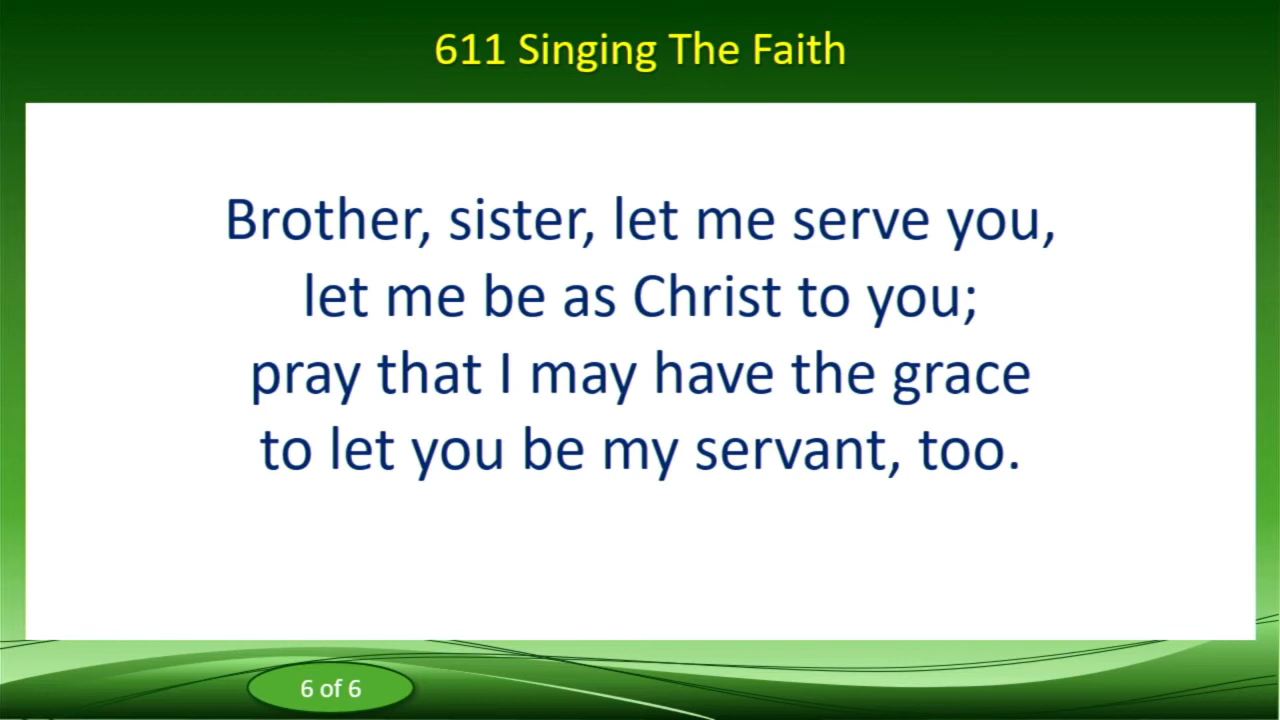 611 Singing The Faith
Brother, sister, let me serve you,
let me be as Christ to you;
pray that I may have the grace
to let you be my servant, too.
6 of 6